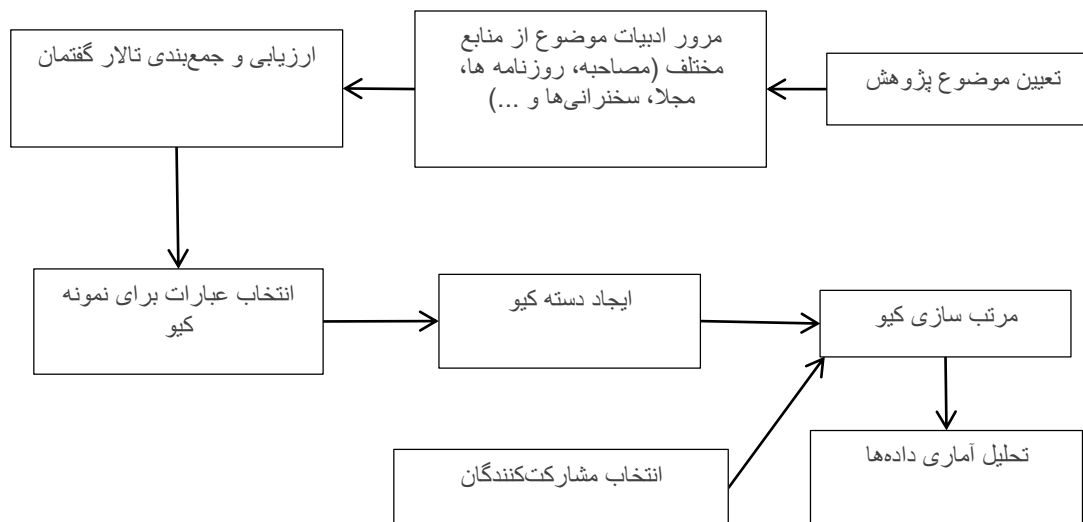 تعیین موضوع پژوهش
مرور ادبیات موضوع از منابع
مختلف (مصاحبه، روزنامه ها،
مجلا، سخنرانی‌ها و ...)
ارزیابی و جمع‌بندی تالار گفتمان
انتخاب عبارات برای نمونه
کیو
ایجاد دسته کیو
مرتب سازی کیو
انتخاب مشارکت‌کنندگان
تحلیل آماری داده‌ها